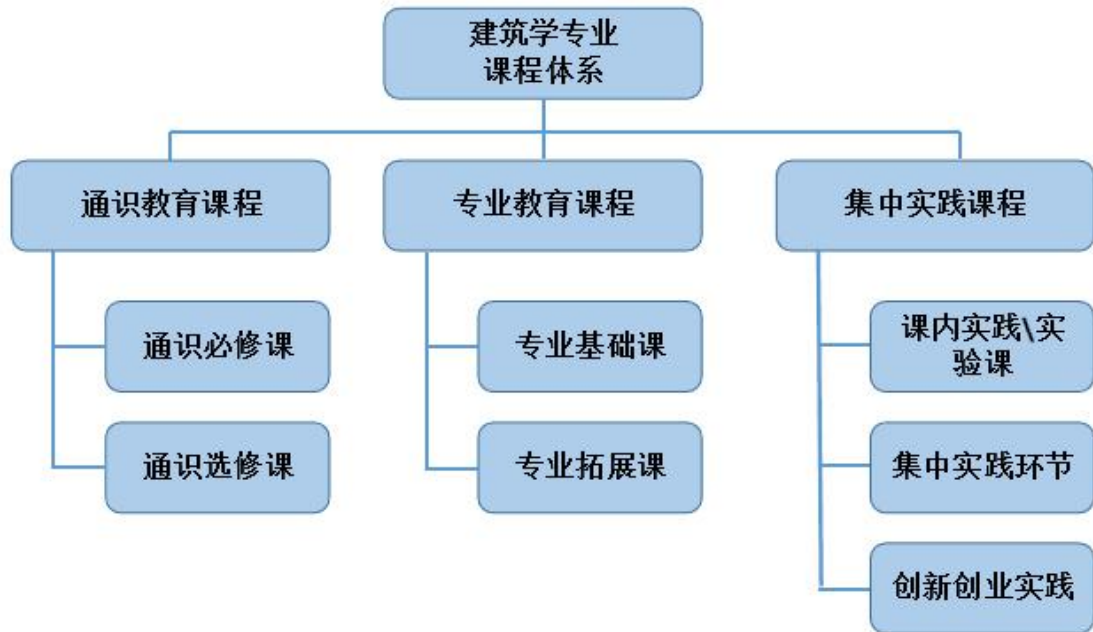 建筑学专业
课程体系
通识教育课程
专业教育课程
集中实践课程
通识必修课
通识选修课
专业基础课
专业拓展课
课内实践\实
验课
集中实践环节
创新创业实践